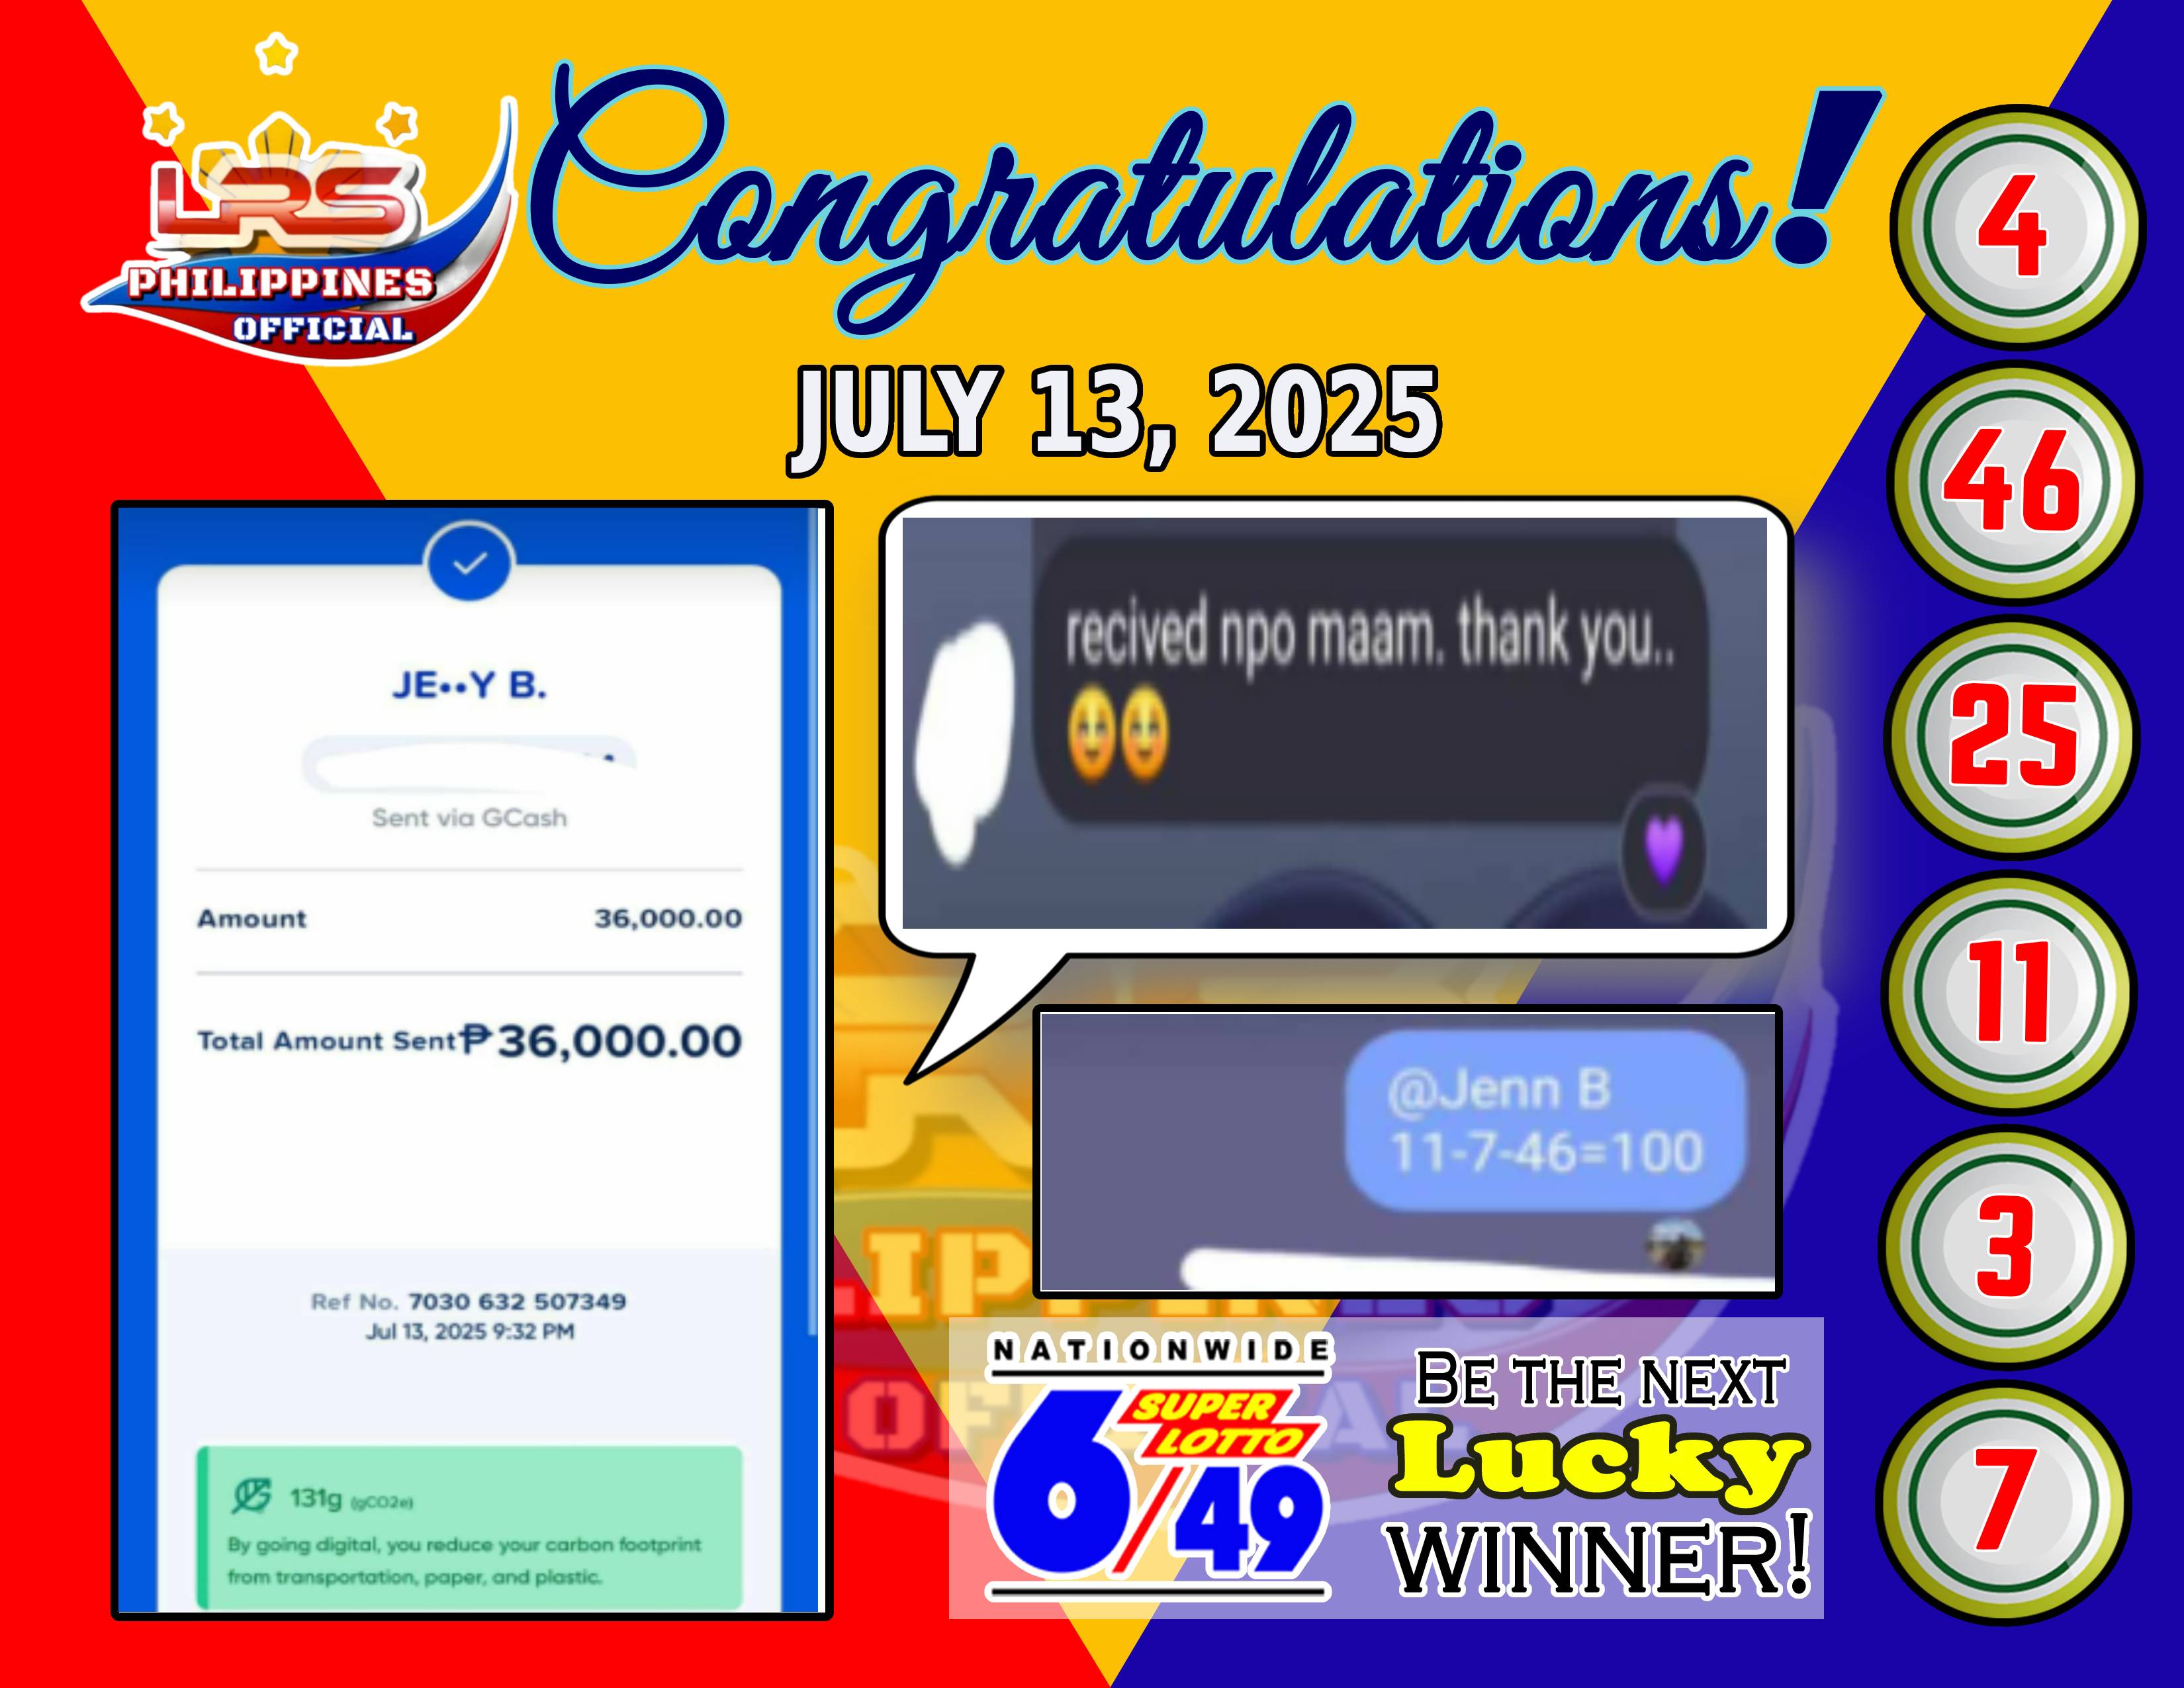 LRS
PHILIPPINES
OFFICIAL
Congratulations!
JULY 13, 2025
JE••Y B.
Sent via GCash
Amount 36,000.00
Total Amount Sent ₱36,000.00
Ref No. 7030 632 507349
Jul 13, 2025 9:32 PM
131g (gCO2e)
By going digital, you reduce your carbon footprint
from transportation, paper, and plastic.
recived npo maam. thank you..
@Jenn B
11-7-46=100
NATIONWIDE
SUPER
LOTTO
6/49
BE THE NEXT
Lucky
WINNER!
4
46
25
11
3
7